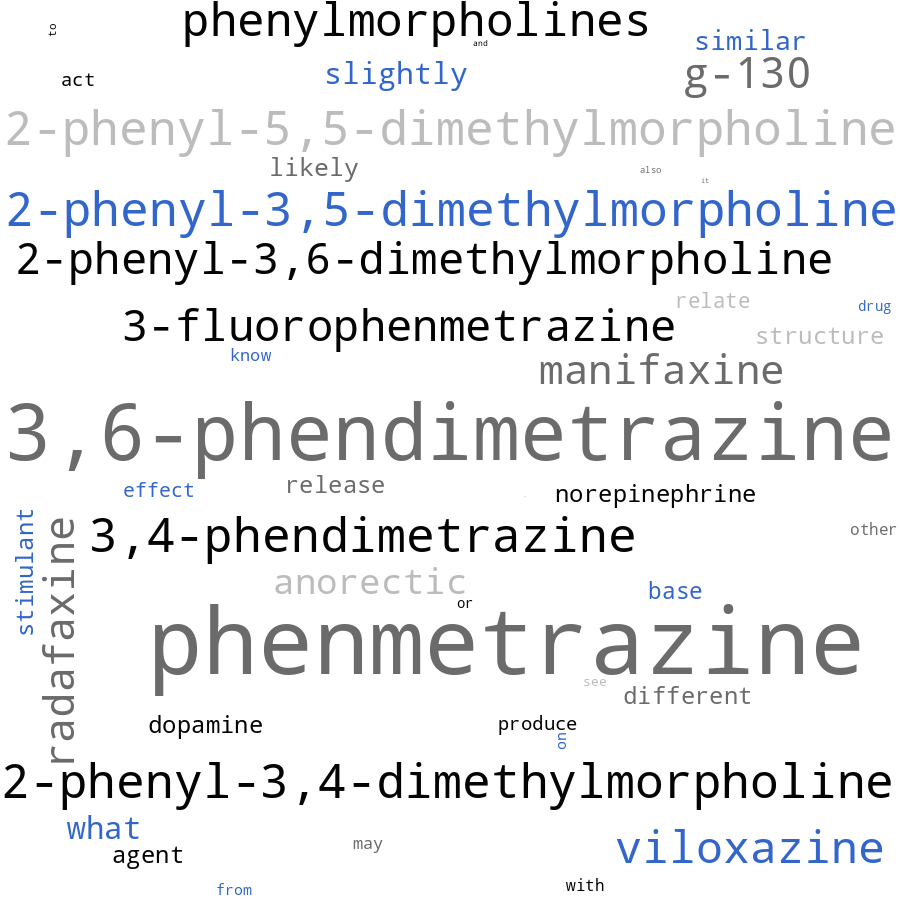 phenylmorpholines
to
and
similar
slightly
act
g-130
2-phenyl-5,5-dimethylmorpholine
likely
also
it
2-phenyl-3,5-dimethylmorpholine
2-phenyl-3,6-dimethylmorpholine
relate
drug
3-fluorophenmetrazine
structure
know
manifaxine
3,6-phendimetrazine
effect
release
norepinephrine
stimulant
radafaxine
3,4-phendimetrazine
other
anorectic
base
or
phenmetrazine
see
different
dopamine
produce
on
2-phenyl-3,4-dimethylmorpholine
what
agent
may
viloxazine
from
with